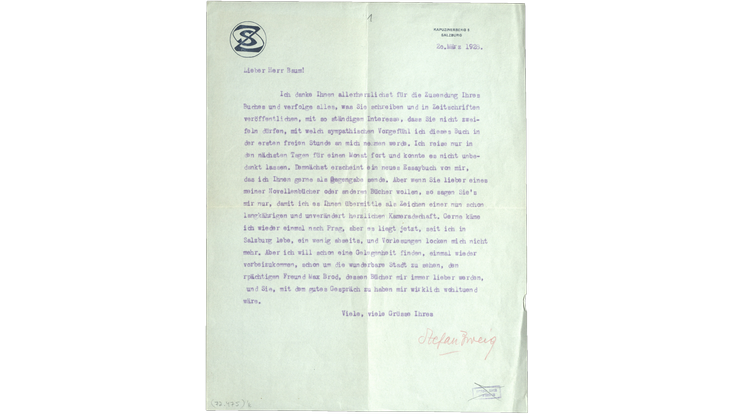 1
SZ
KAPUZINERBERG 5
SALZBURG
26.März 1925.
Lieber Herr Baum!
Ich danke Ihnen allerherzlichst für die Zusendung Ihres
Buches und verfolge alles, was Sie schreiben und in Zeitschriften
veröffentlichen, mit so ständigem Interesse, dass Sie nicht zwei-
feln dürfen, mit welch sympathischen Vorgefühl ich dieses Buch in
der ersten freien Stunde an mich nehmen werde. Ich reise nur in
den nächsten Tagen für einen Monat fort und konnte es nicht unbe-
dankt lassen. Demnächst erscheint ein neues Essaybuch von mir,
das ich Ihnen gerne als Gegengabe sende. Aber wenn Sie lieber eines
meiner Novellenbücher oder anderen Bücher wollen, so sagen Sie's
mir nur, damit ich es Ihnen übermittle als Zeichen einer nun schon
langjährigen und unverändert herzlichen Kameradschaft. Gerne käme
ich wieder einmal nach Prag, aber es liegt jetzt, seit ich in
Salzburg lebe, ein wenig abseits, und Vorlesungen locken mich nicht
mehr. Aber ich will schon eine Gelegenheit finden, einmal wieder
vorbeizukommen, schon um die wunderbare Stadt zu sehen, den
prächtigen Freund Max Brod, dessen Bücher mir immer lieber werden,
und Sie, mit dem gutes Gespräch zu haben mir wirklich wohltuend
wäre.
Viele, viele Grüsse Ihres
Stefan Zweig